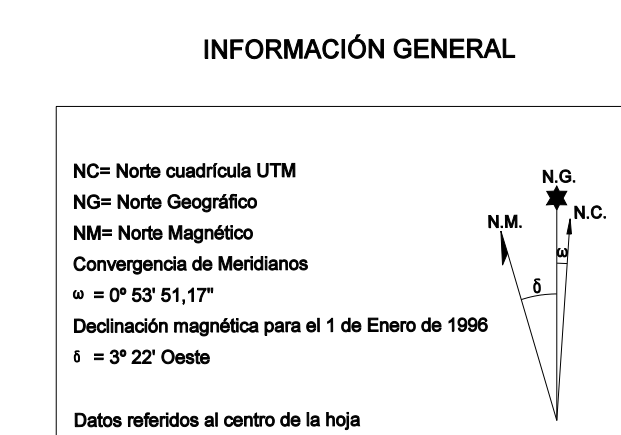 INFORMACIÓN GENERAL
NC= Norte cuadrícula UTM
NG= Norte Geográfico
NM= Norte Magnético
Convergencia de Meridianos
ω = 0º 53' 51,17"
Declinación magnética para el 1 de Enero de 1996
δ = 3º 22' Oeste
Datos referidos al centro de la hoja
N.G.
N.M.
N.C.
ω
δ